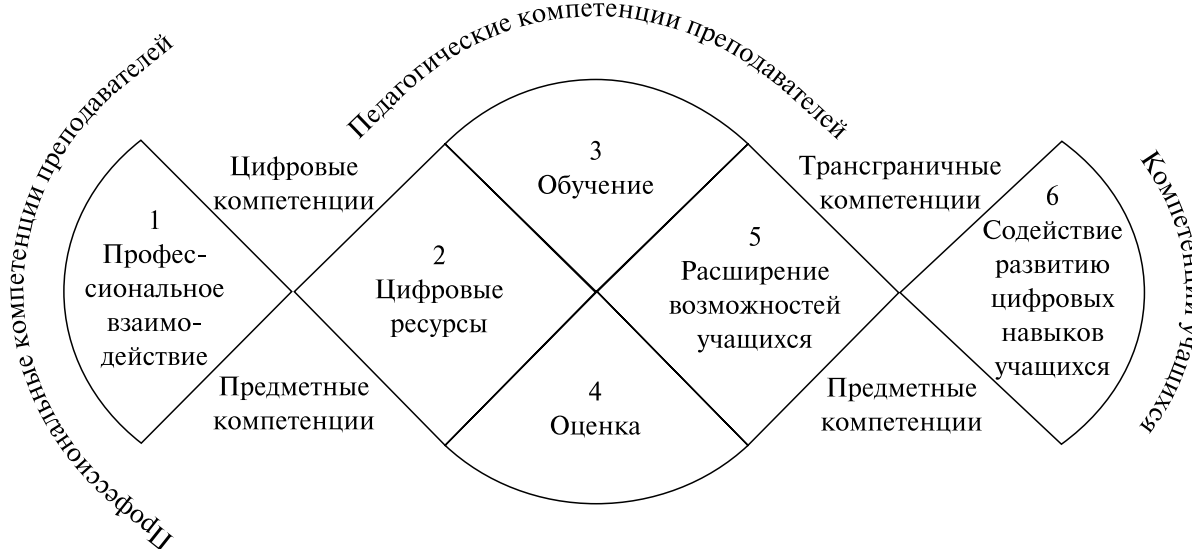 Профессиональные компетенции преподавателей
Педагогические компетенции преподавателей
Компетенции учащихся
1
Профес-
сиональное
взаимо-
действие
Цифровые
компетенции
Предметные
компетенции
2
Цифровые
ресурсы
3
Обучение
4
Оценка
5
Расширение
возможностей
учащихся
Трансграничные
компетенции
Предметные
компетенции
6
Содействие
развитию
цифровых
навыков
учащихся